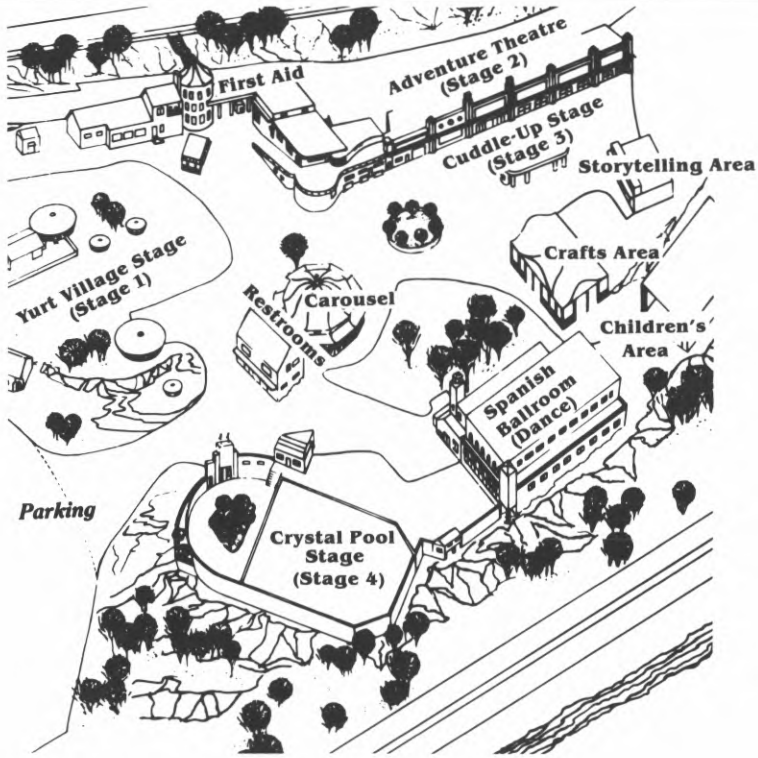 First Aid
Adventure Theatre
(Stage 2)
Cuddle-Up Stage
(Stage 3)
Storytelling Area
Yurt Village Stage
(Stage 1)
Crafts Area
Restrooms
Carousel
Children's
Area
Spanish
Ballroom
(Dance)
Parking
Crystal Pool
Stage
(Stage 4)